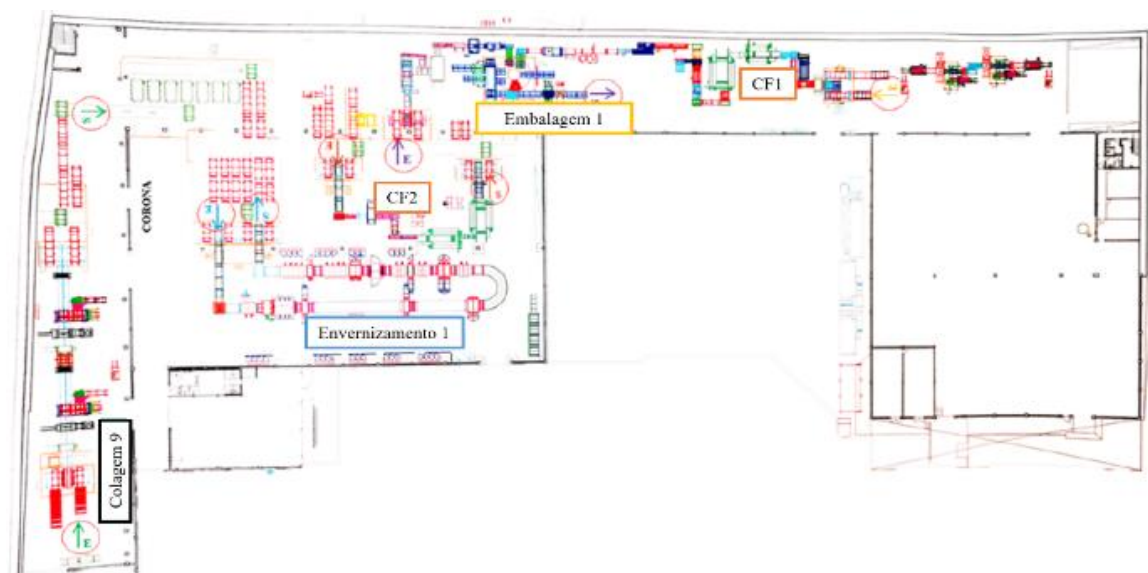 CF1
Embalagem 1
S
E
CF2
S
CORONA
E
S
Envernizamento 1
Colagem 9
E